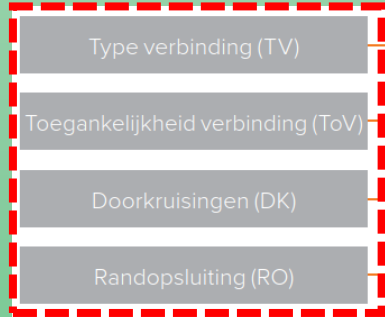 Type verbinding (TV)
Toegankelijkheid verbinding (ToV)
Doorkruisingen (DK)
Randopsluiting (RO)